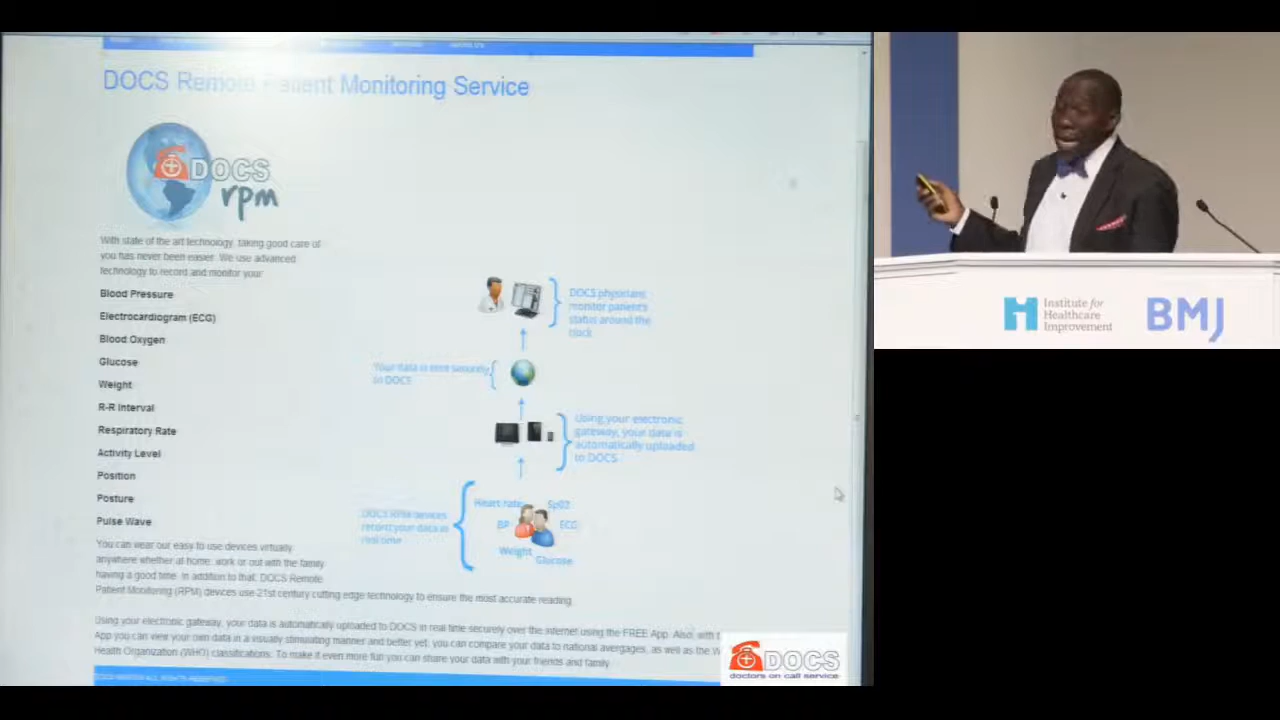 DOCS Remote Patient Monitoring Service
DOCS
rpm
With state of the art technology, taking good care of
you has never been easier. We use advanced
technology to record and monitor your
Blood Pressure
Electrocardiogram (ECG)
Blood Oxygen
Glucose
Weight
R-R Interval
Respiratory Rate
Activity Level
Position
Posture
Pulse Wave
You can wear our easy to use devices virtually
anywhere whether at home, work or out with the family
having a good time. In addition to that, DOCS Remote
Patient Monitoring (RPM) devices use 21st century cutting edge technology to ensure the most accurate reading.
Using your electronic gateway, your data is automatically uploaded to DOCS in real time securely over the internet using the FREE App. Also, with
App you can view your own data in a visually stimulating manner and better yet, you can compare your data to national avergages, as well as the
Health Organization (WHO) classifications. To make it even more fun you can share your data with your friends and family.
DOCS physicians
monitor patient's
status around the
clock
Your data is sent securely
to DOCS
Using your electronic
gateway, your data is
automatically uploaded
to DOCS
DOCS RPM devices
record your data in
real time
Heart rate SpO2
BP ECG
Weight
Glucose
DOCS
doctors on call service
Institute for
Healthcare
Improvement
BMJ